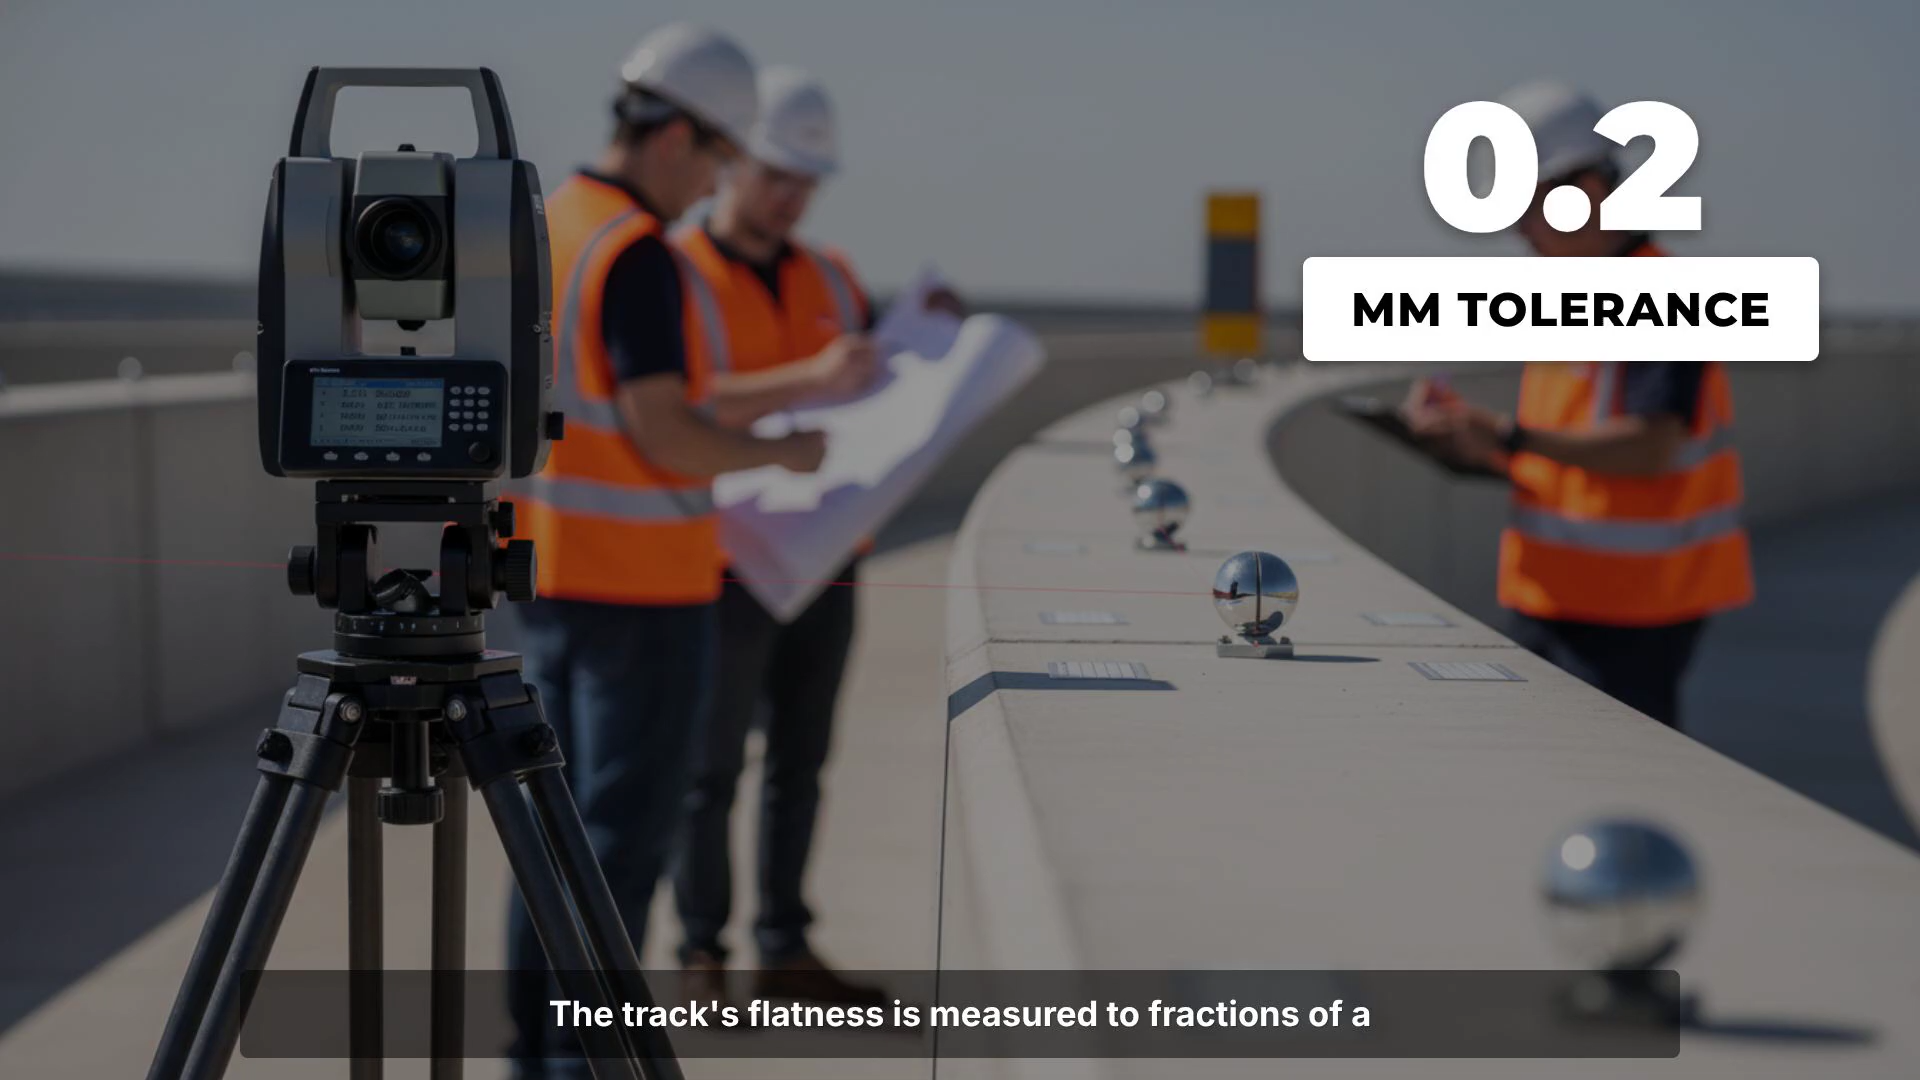 0.2
MM TOLERANCE
The track's flatness is measured to fractions of a